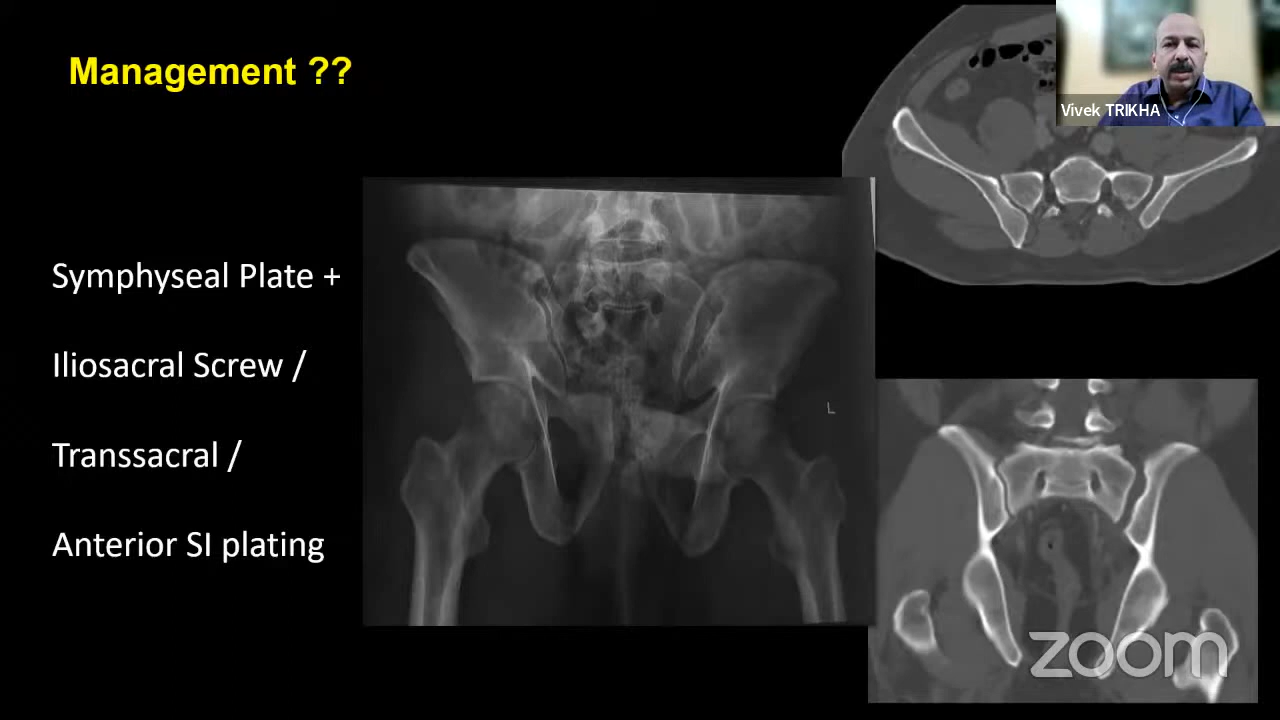 Management ??
Vivek TRIKHA
Symphyseal Plate +
Iliosacral Screw /
Transsacral /
Anterior SI plating
L
zoom